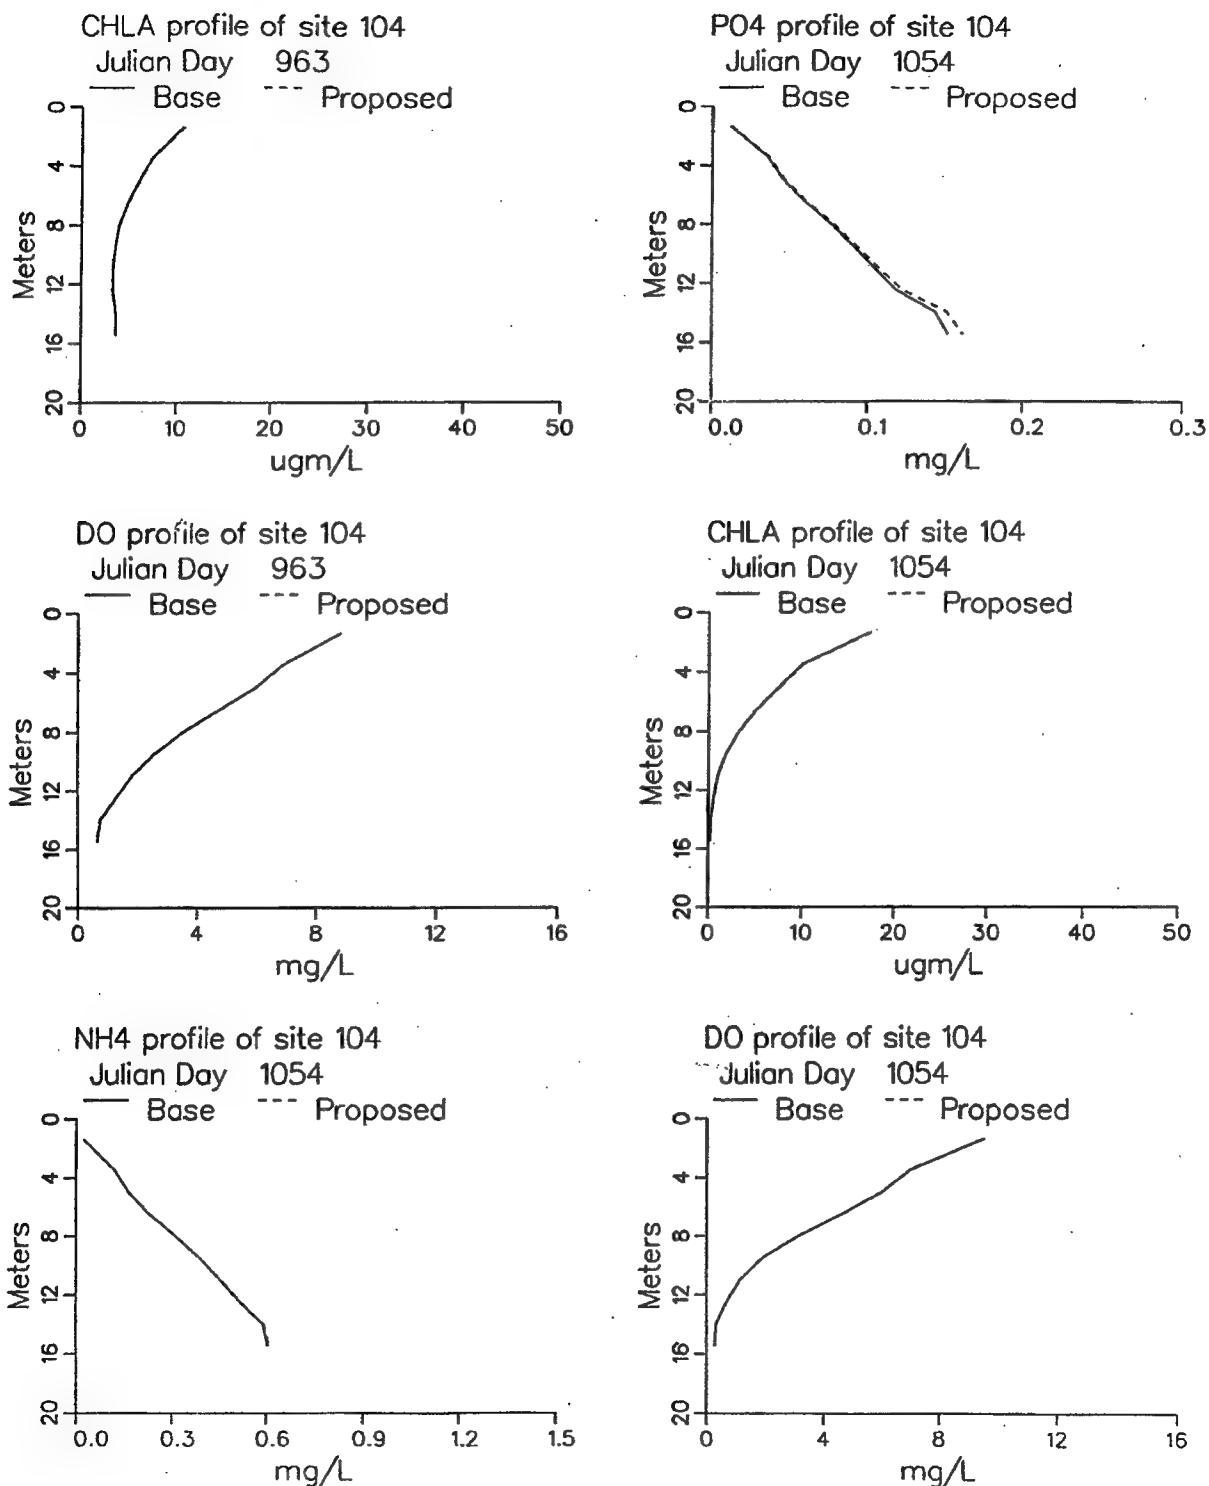 CHLA profile of site 104
Julian Day 963
Base Proposed
0
4
8
12
16
20
Meters
0 10 20 30 40 50
ugm/L
PO4 profile of site 104
Julian Day 1054
Base Proposed
0
4
8
12
16
20
Meters
0.0 0.1 0.2 0.3
mg/L
DO profile of site 104
Julian Day 963
Base Proposed
0
4
8
12
16
20
Meters
0 4 8 12 16
mg/L
CHLA profile of site 104
Julian Day 1054
Base Proposed
0
4
8
12
16
20
Meters
0 10 20 30 40 50
ugm/L
NH4 profile of site 104
Julian Day 1054
Base Proposed
0
4
8
12
16
20
Meters
0.0 0.3 0.6 0.9 1.2 1.5
mg/L
DO profile of site 104
Julian Day 1054
Base Proposed
0
4
8
12
16
20
Meters
0 4 8 12 16
mg/L